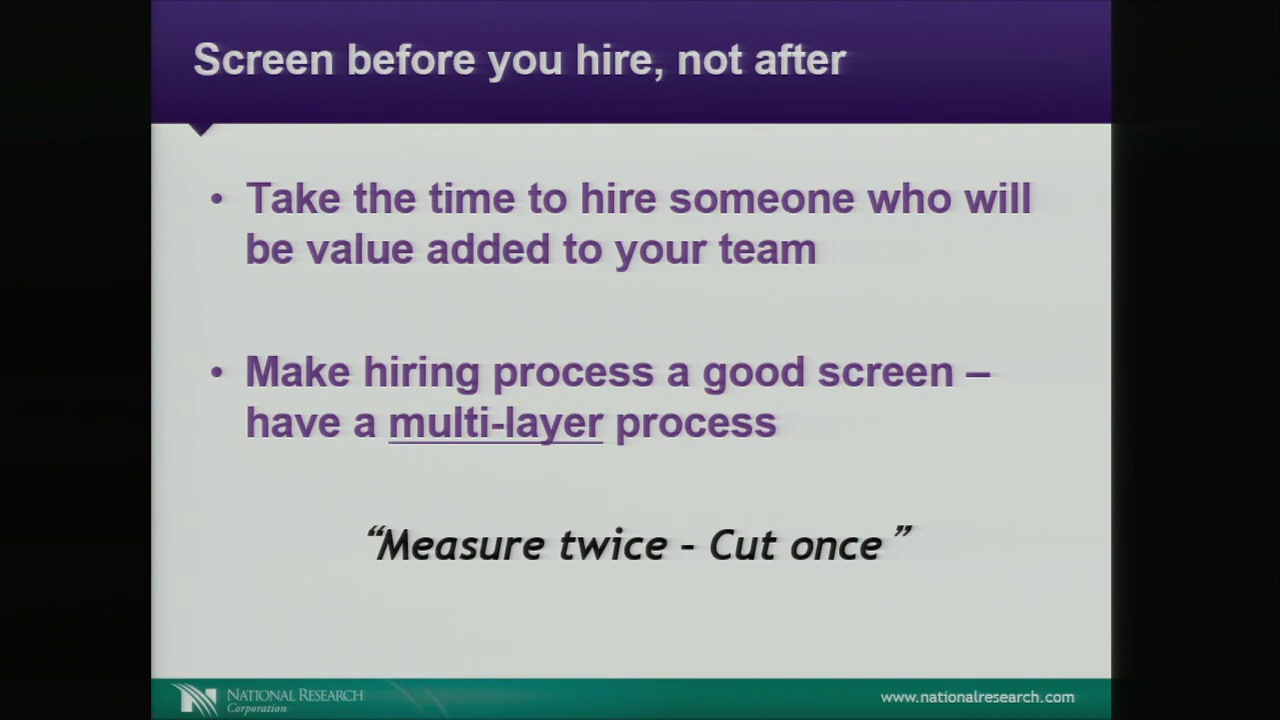 Screen before you hire, not after
• Take the time to hire someone who will
be value added to your team
• Make hiring process a good screen –
have a multi-layer process
“Measure twice – Cut once”
NATIONAL RESEARCH
Corporation
www.nationalresearch.com